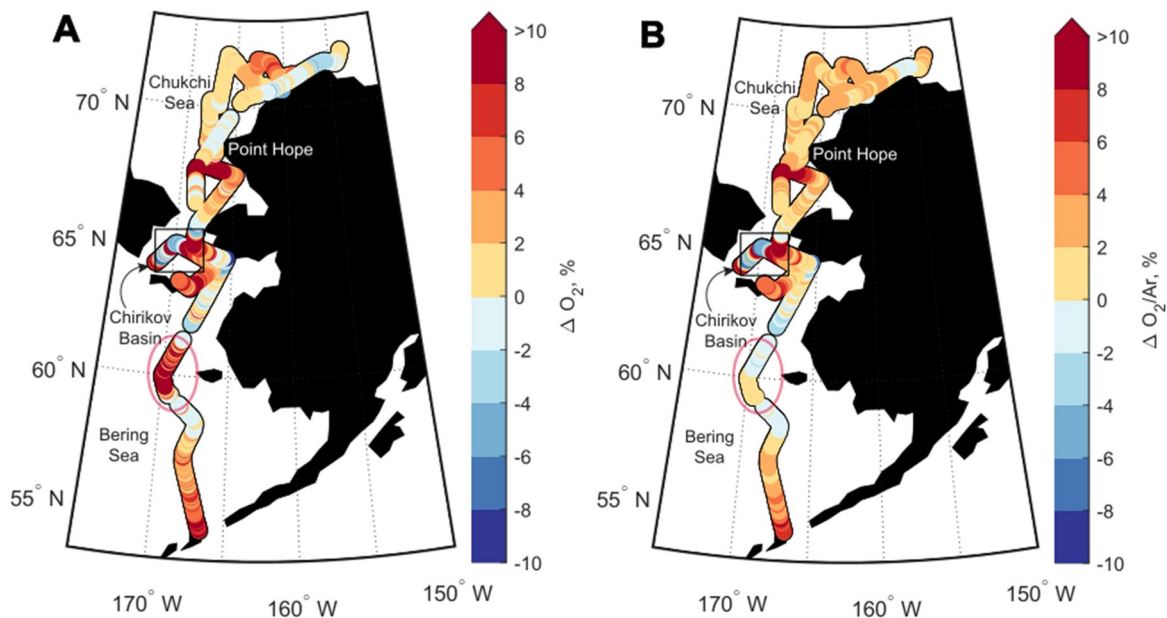 A
Chukchi
Sea
70° N
Point Hope
65° N
Chirikov
Basin
60° N
Bering
Sea
55° N
170° W
160° W
150° W
>10
8
6
4
2
0
-2
-4
-6
-8
-10
Δ O₂, %
B
Chukchi
Sea
70° N
Point Hope
65° N
Chirikov
Basin
60° N
Bering
Sea
55° N
170° W
160° W
150° W
>10
8
6
4
2
0
-2
-4
-6
-8
-10
Δ O₂/Ar, %